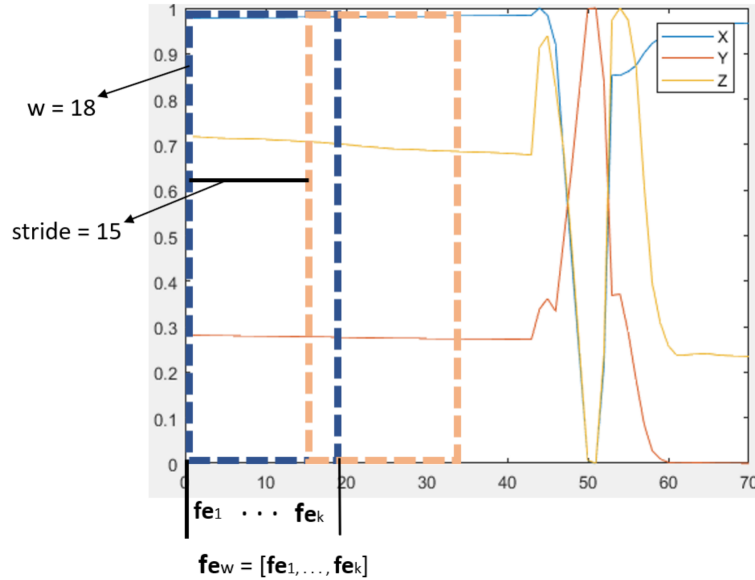 1
0.9
0.8
0.7
0.6
0.5
0.4
0.3
0.2
0.1
0
X
Y
Z
w = 18
stride = 15
0 10 20 30 40 50 60 70
fe1 . . . fek
few = [fe1, . . . , fek]